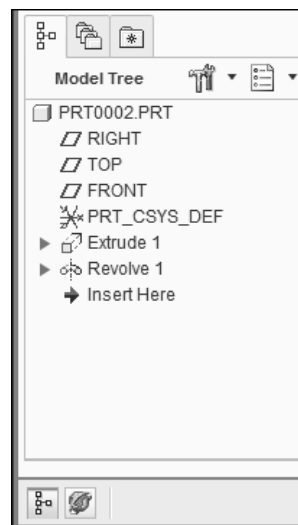 Model Tree
PRT0002.PRT
RIGHT
TOP
FRONT
PRT_CSYS_DEF
Extrude 1
Revolve 1
Insert Here